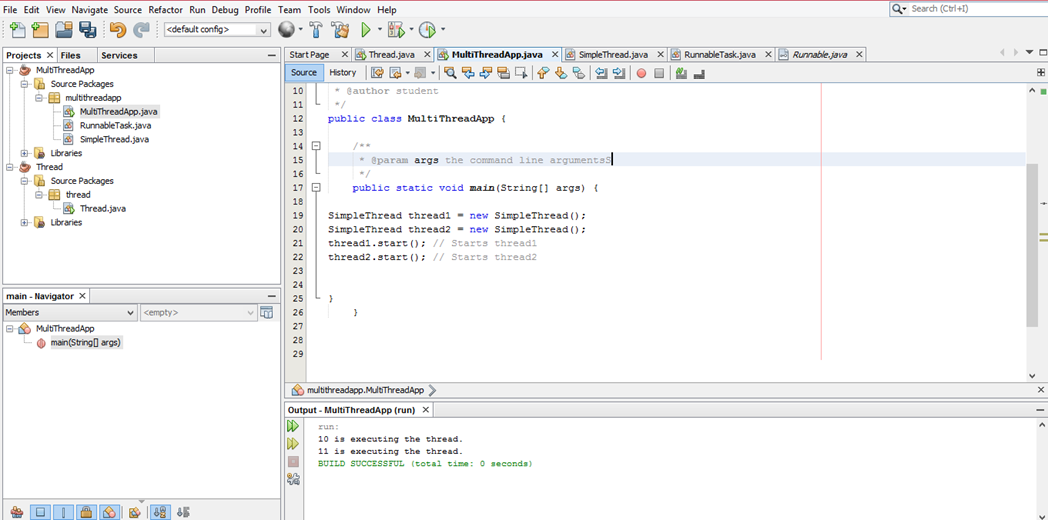 File Edit View Navigate Source Refactor Run Debug Profile Team Tools Window Help
Search (Ctrl+I)
<default config>
Projects Files Services
MultiThreadApp
Source Packages
multithreadapp
MultiThreadApp.java
RunnableTask.java
SimpleThread.java
Libraries
Thread
Source Packages
thread
Thread.java
Libraries
main - Navigator
Members <empty>
MultiThreadApp
main(String[] args)
Start Page Thread.java MultiThreadApp.java SimpleThread.java RunnableTask.java Runnable.java
Source History
10 * @author student
11 */
12 public class MultiThreadApp {
13
14 /**
15 * @param args the command line argumentsS
16 */
17 public static void main(String[] args) {
18
19 SimpleThread thread1 = new SimpleThread();
20 SimpleThread thread2 = new SimpleThread();
21 thread1.start(); // Starts thread1
22 thread2.start(); // Starts thread2
23
24
25 }
26 }
27
28
29
multithreadapp.MultiThreadApp
Output - MultiThreadApp (run)
run:
10 is executing the thread.
11 is executing the thread.
BUILD SUCCESSFUL (total time: 0 seconds)